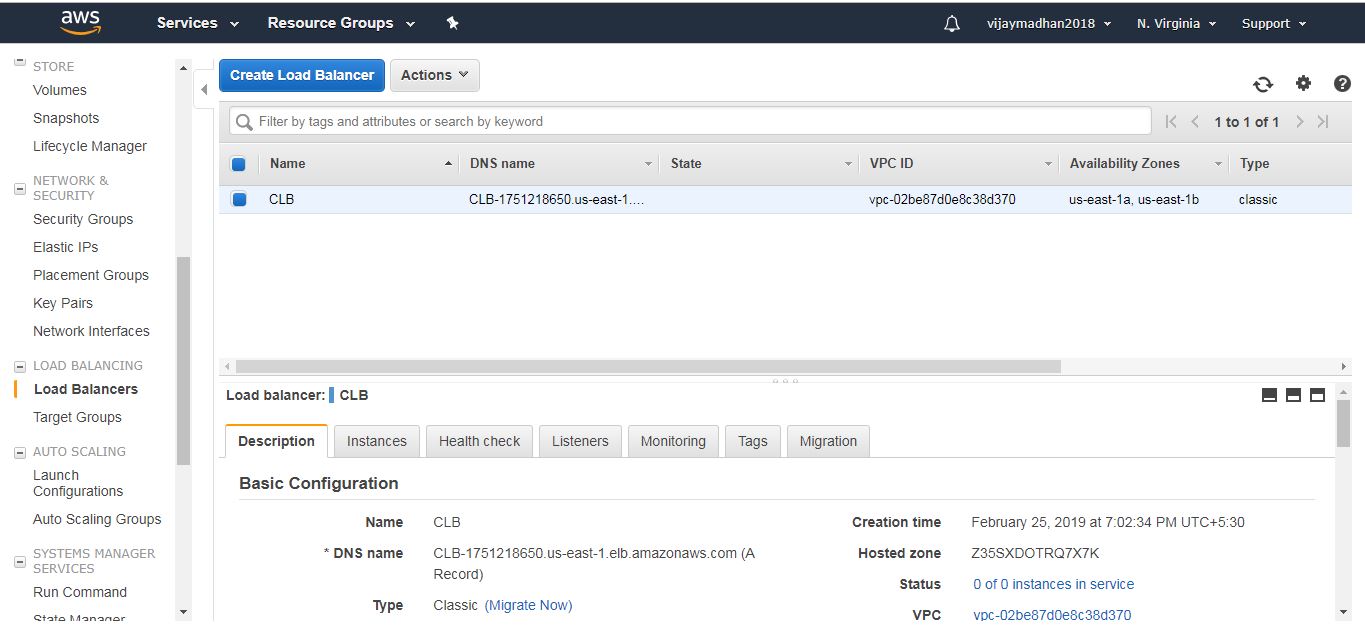 aws Services Resource Groups vijaymadhan2018 N. Virginia Support
STORE
Volumes
Snapshots
Lifecycle Manager
NETWORK &
SECURITY
Security Groups
Elastic IPs
Placement Groups
Key Pairs
Network Interfaces
LOAD BALANCING
Load Balancers
Target Groups
AUTO SCALING
Launch
Configurations
Auto Scaling Groups
SYSTEMS MANAGER
SERVICES
Run Command
State Manager
Create Load Balancer Actions
Filter by tags and attributes or search by keyword 1 to 1 of 1
Name DNS name State VPC ID Availability Zones Type
CLB CLB-1751218650.us-east-1.... vpc-02be87d0e8c38d370 us-east-1a, us-east-1b classic
Load balancer: CLB
Description Instances Health check Listeners Monitoring Tags Migration
Basic Configuration
Name CLB
* DNS name CLB-1751218650.us-east-1.elb.amazonaws.com (A
Record)
Type Classic (Migrate Now)
Creation time February 25, 2019 at 7:02:34 PM UTC+5:30
Hosted zone Z35SXDOTRQ7X7K
Status 0 of 0 instances in service
VPC vpc-02be87d0e8c38d370